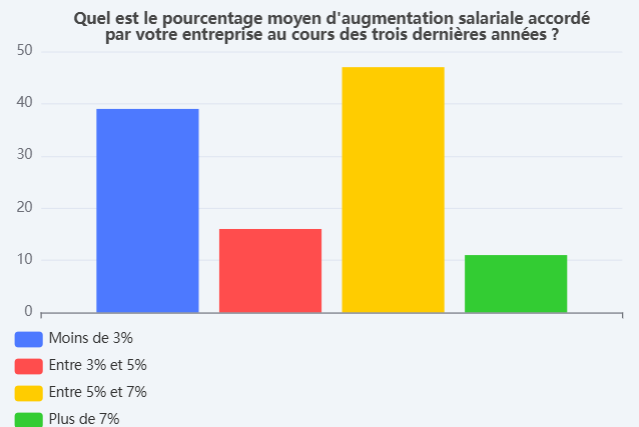 Quel est le pourcentage moyen d'augmentation salariale accordé
par votre entreprise au cours des trois dernières années ?
50
40
30
20
10
0
Moins de 3%
Entre 3% et 5%
Entre 5% et 7%
Plus de 7%